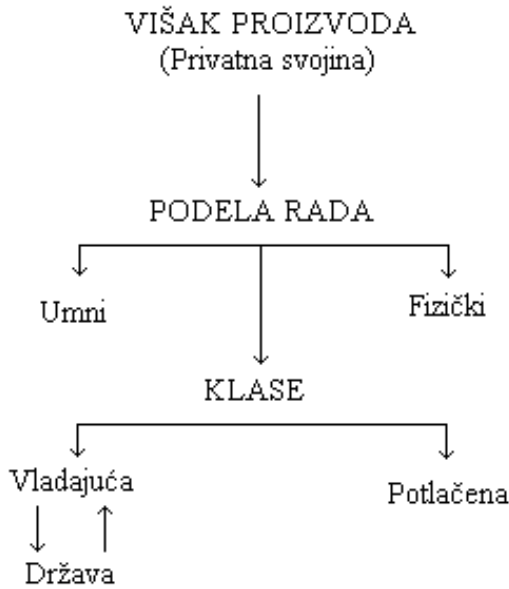 VIŠAK PROIZVODA
(Privatna svojina)
PODELA RADA
Umni
Fizički
KLASE
Vladajuća
Potlačena
Država